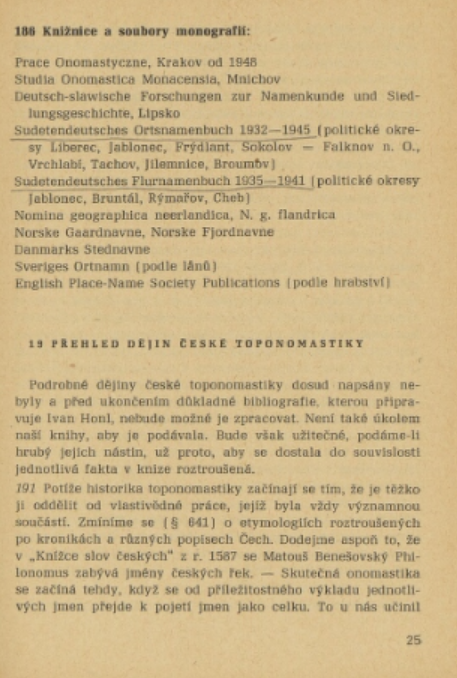 186 Knižnice a soubory monografií:
Prace Onomastyczne, Krakov od 1948
Studia Onomastica Monacensia, Mnichov
Deutsch-slawische Forschungen zur Namenkunde und Sied-
lungsgeschichte, Lipsko
Sudetendeutsches Ortsnamenbuch 1932—1945 (politické okre-
sy Liberec, Jablonec, Frýdlant, Sokolov = Falknov n. O.,
Vrchlabí, Tachov, Jilemnice, Broumov)
Sudetendeutsches Flurnamenbuch 1935—1941 (politické okresy
Jablonec, Bruntál, Rýmařov, Cheb)
Nomina geographica neerlandica, N. g. flandrica
Norske Gaardnavne, Norske Fjordnavne
Danmarks Stednavne
Sveriges Ortnamn (podle länů)
English Place-Name Society Publications (podle hrabství)
19 PŘEHLED DĚJIN ČESKÉ TOPONOMASTIKY
Podrobné dějiny české toponomastiky dosud napsány ne-
byly a před ukončením důkladné bibliografie, kterou připra-
vuje Ivan Honl, nebude možné je zpracovat. Není také úkolem
naší knihy, aby je podávala. Bude však užitečné, podáme-li
hrubý jejich nástin, už proto, aby se dostala do souvislosti
jednotlivá fakta v knize roztroušená.
191 Potíže historika toponomastiky začínají se tím, že je těžko
ji oddělit od vlastivědné práce, jejíž byla vždy významnou
součástí. Zmíníme se (§ 641) o etymologiích roztroušených
po kronikách a různých popisech Čech. Dodejme aspoň to, že
v „Knížce slov českých“ z r. 1587 se Matouš Benešovský Phi-
lonomus zabývá jmény českých řek. — Skutečná onomastika
se začíná tehdy, když se od příležitostného výkladu jednotli-
vých jmen přejde k pojetí jmen jako celku. To u nás učinil
25